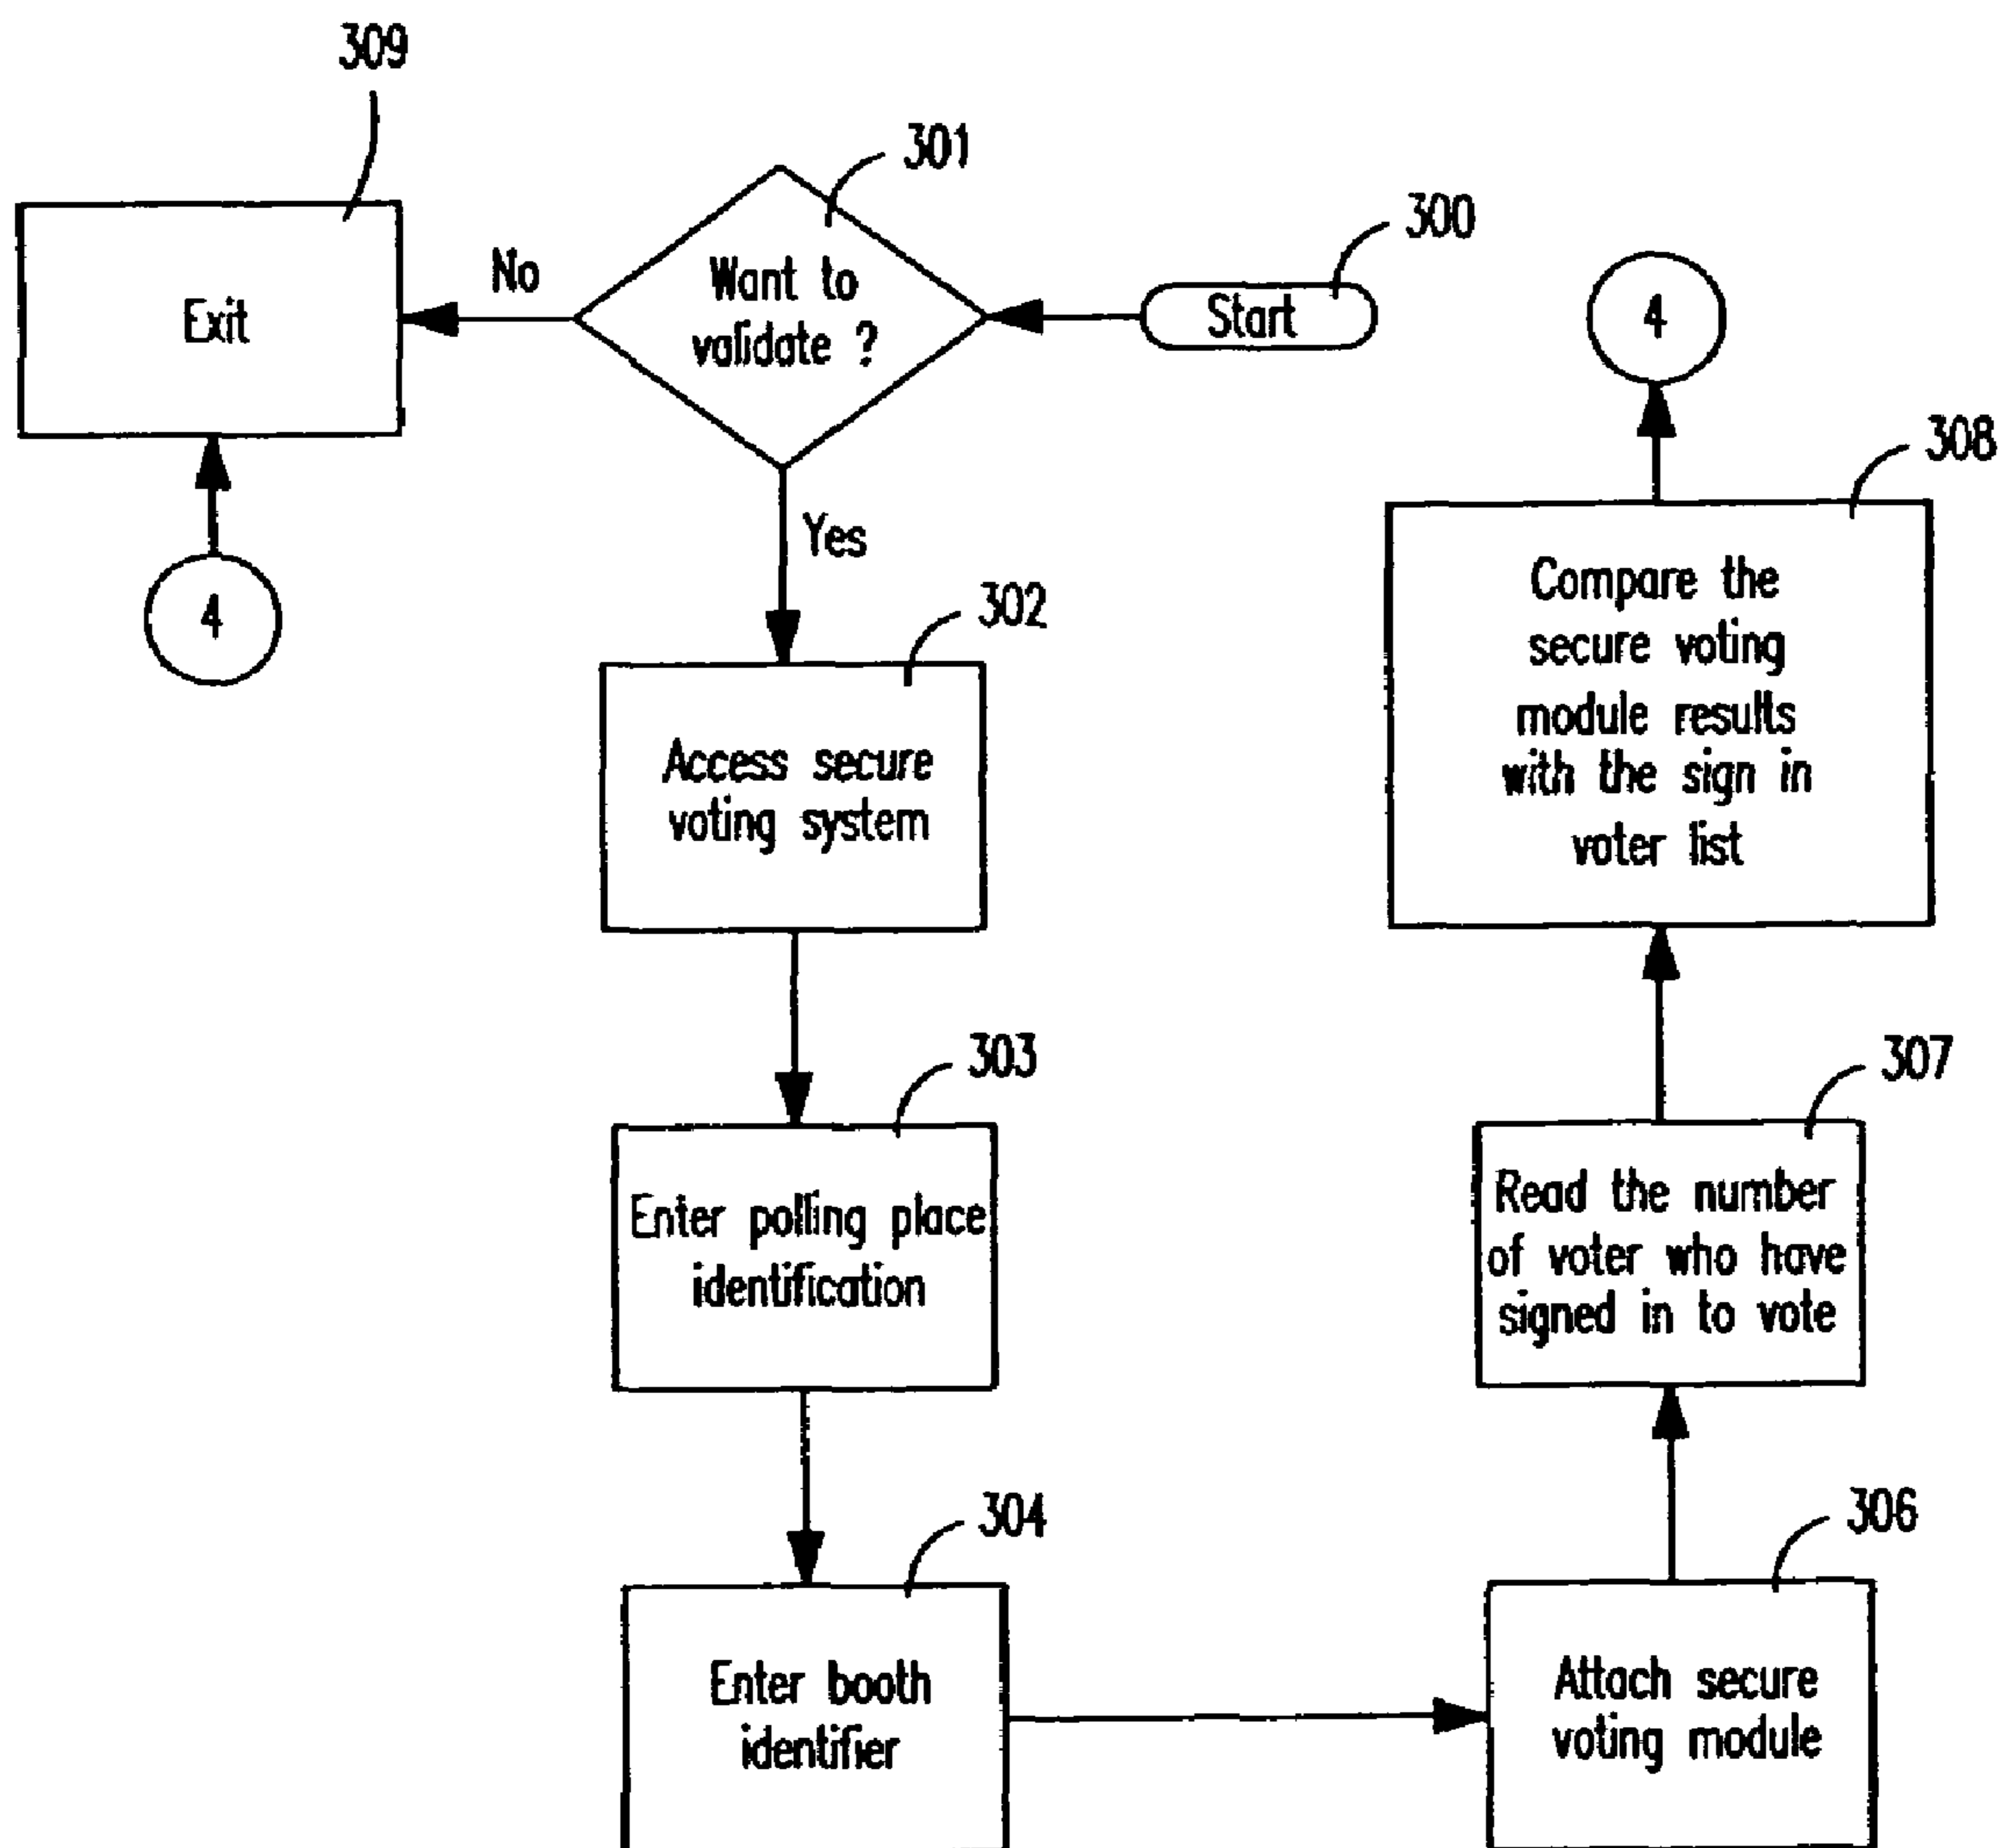 309
301
300
Want to
validate ?
No
Exit
Start
4
308
Yes
4
302
Compare the
secure voting
module results
with the sign in
voter list
Access secure
voting system
303
307
Enter polling place
identification
Read the number
of voter who have
signed in to vote
304
306
Enter booth
identifier
Attach secure
voting module